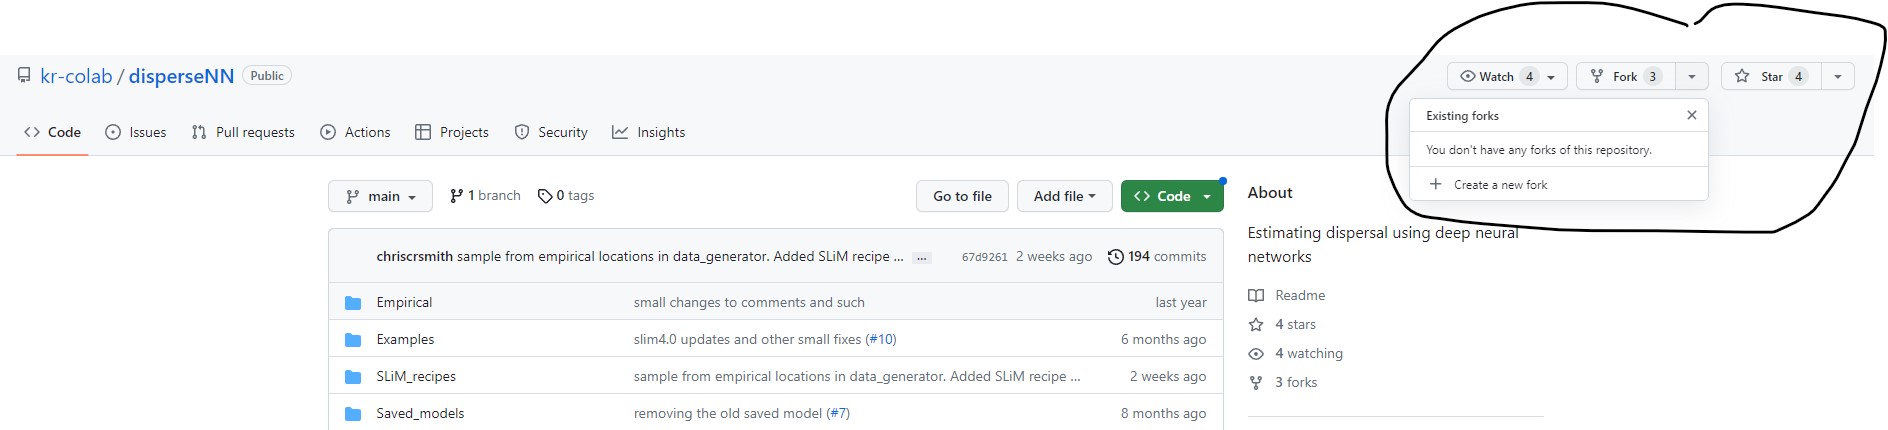 kr-colab / disperseNN Public
Watch 4 Fork 3 Star 4
Code Issues Pull requests Actions Projects Security Insights
Existing forks
You don't have any forks of this repository.
Create a new fork
main 1 branch 0 tags Go to file Add file Code
chriscrsmith sample from empirical locations in data_generator. Added SLiM recipe ... ... 67d9261 2 weeks ago 194 commits
Empirical small changes to comments and such last year
Examples slim4.0 updates and other small fixes (#10) 6 months ago
SLiM_recipes sample from empirical locations in data_generator. Added SLiM recipe ... 2 weeks ago
Saved_models removing the old saved model (#7) 8 months ago
About
Estimating dispersal using deep neural
networks
Readme
4 stars
4 watching
3 forks